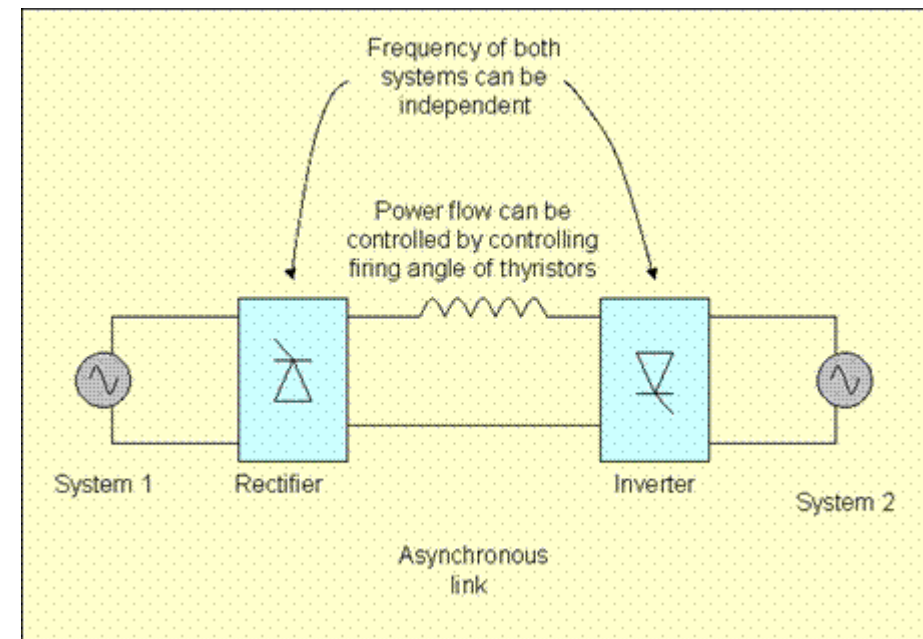 Frequency of both
systems can be
independent
Power flow can be
controlled by controlling
firing angle of thyristors
System 1
Rectifier
Inverter
System 2
Asynchronous
link